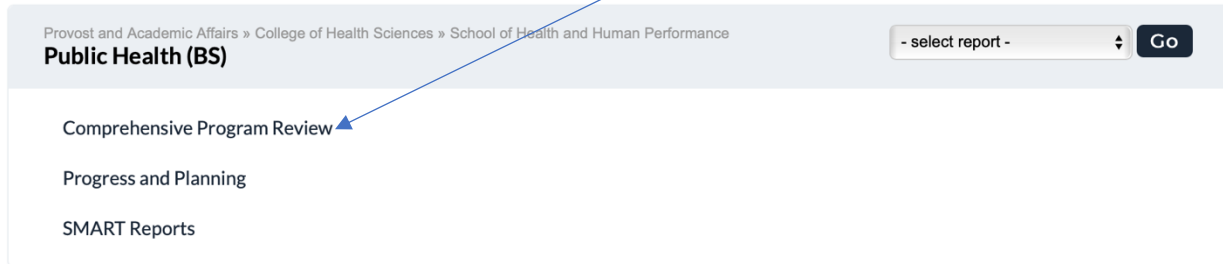 Provost and Academic Affairs » College of Health Sciences » School of Health and Human Performance
Public Health (BS)
- select report -
Go
Comprehensive Program Review
Progress and Planning
SMART Reports